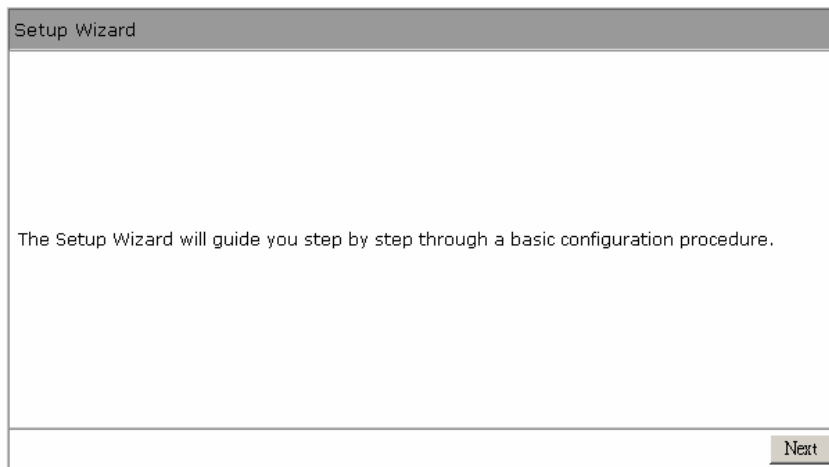 Setup Wizard
The Setup Wizard will guide you step by step through a basic configuration procedure.
Next